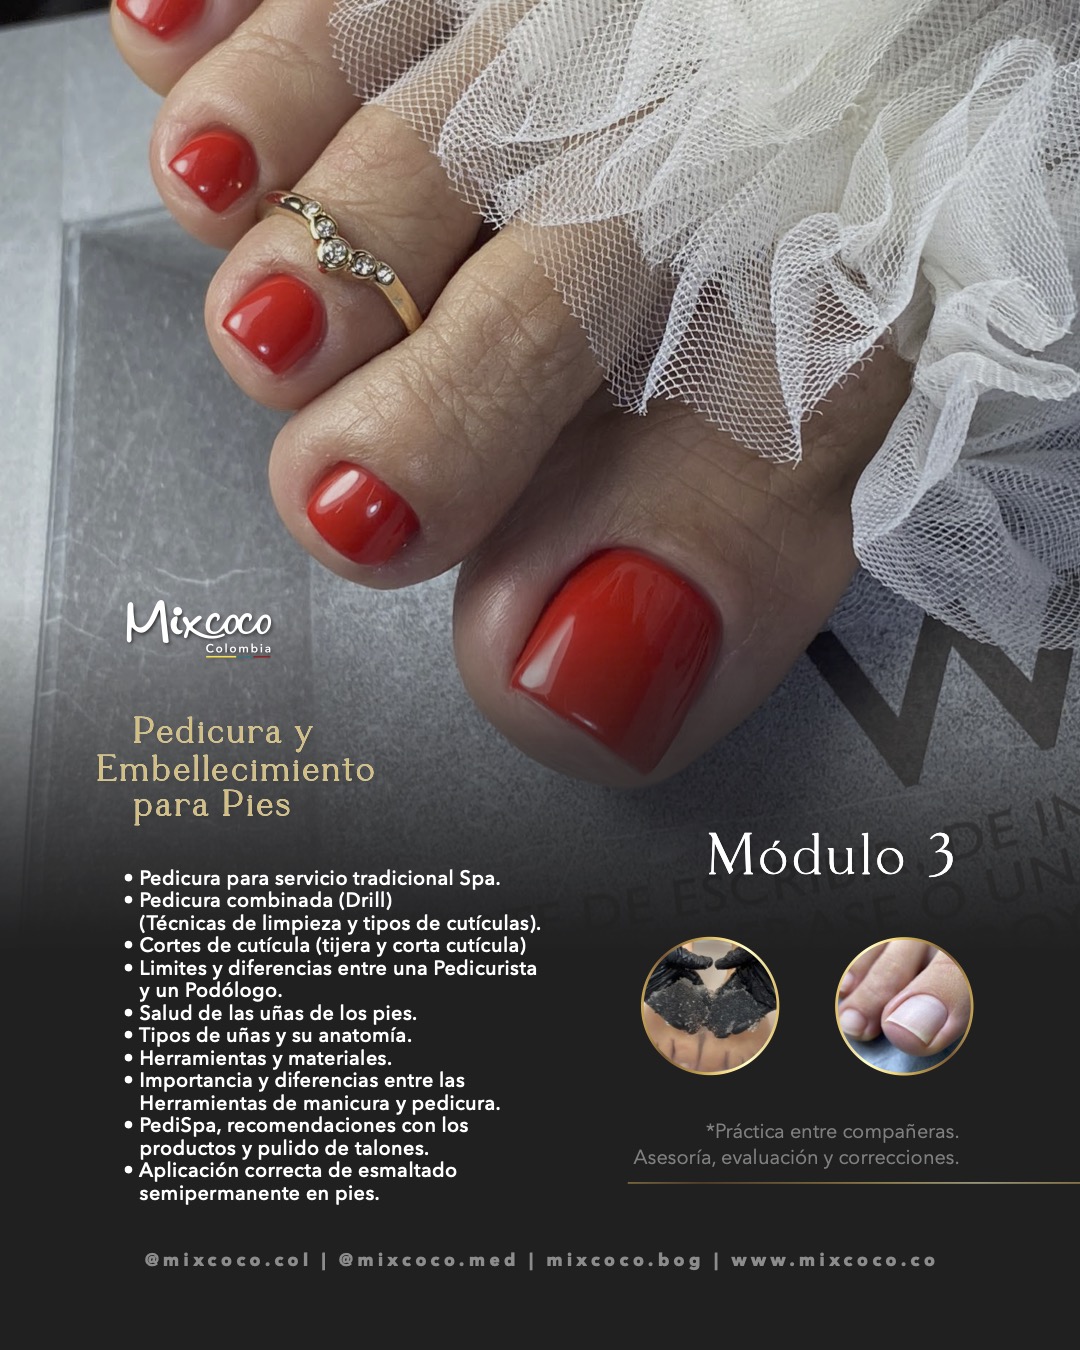 Mixcoco
Colombia
Pedicura y
Embellecimiento
para Pies
• Pedicura para servicio tradicional Spa.
• Pedicura combinada (Drill)
(Técnicas de limpieza y tipos de cutículas).
• Cortes de cutícula (tijera y corta cutícula)
• Limites y diferencias entre una Pedicurista
y un Podólogo.
• Salud de las uñas de los pies.
• Tipos de uñas y su anatomía.
• Herramientas y materiales.
• Importancia y diferencias entre las
Herramientas de manicura y pedicura.
• PediSpa, recomendaciones con los
productos y pulido de talones.
• Aplicación correcta de esmaltado
semipermanente en pies.
Módulo 3
*Práctica entre compañeras.
Asesoría, evaluación y correcciones.
@mixcoco.col | @mixcoco.med | mixcoco.bog | www.mixcoco.co